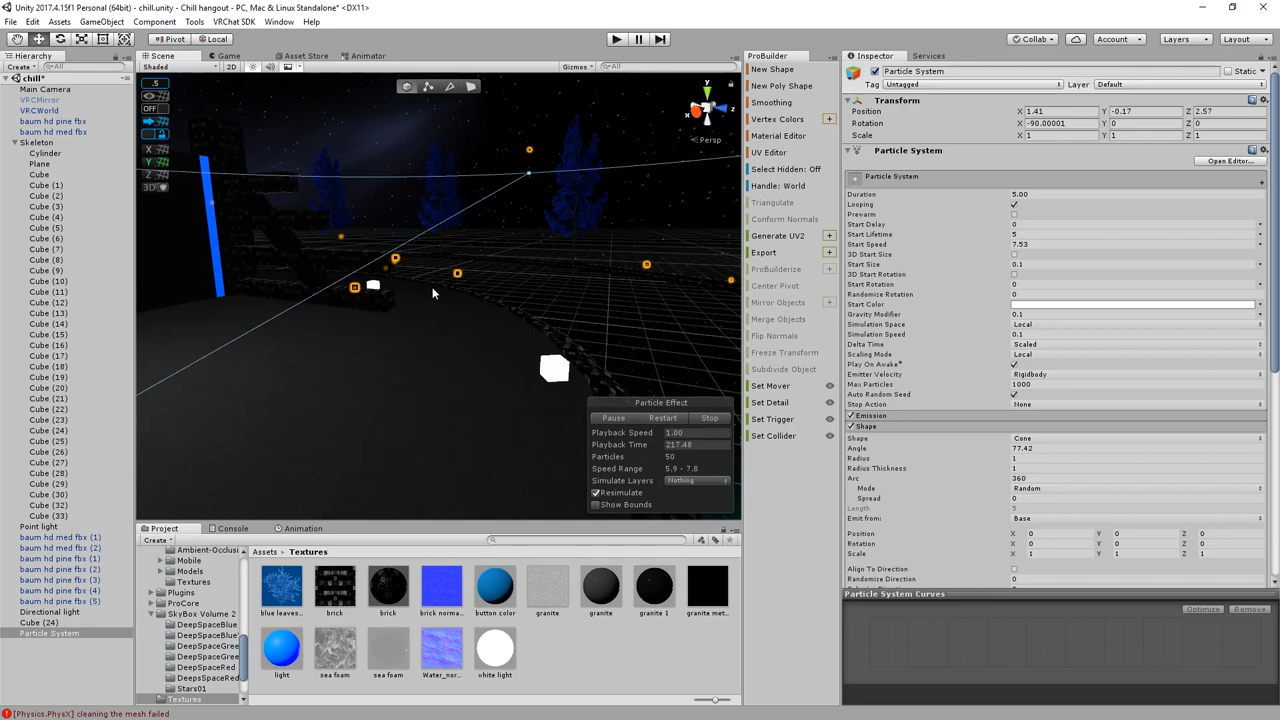 Unity 2017.4.15f1 Personal (64bit) - chill.unity - Chill hangout - PC, Mac & Linux Standalone* <DX11>
File Edit Assets GameObject Component Tools VRChat SDK Window Help
Pivot Local
Collab Account Layers Layout
Hierarchy
Create All
chill*
Main Camera
VRCMirror
VRCWorld
baum hd pine fbx
baum hd med fbx
Skeleton
Cylinder
Plane
Cube
Cube (1)
Cube (2)
Cube (3)
Cube (4)
Cube (5)
Cube (6)
Cube (7)
Cube (8)
Cube (9)
Cube (10)
Cube (11)
Cube (12)
Cube (13)
Cube (14)
Cube (15)
Cube (16)
Cube (17)
Cube (18)
Cube (19)
Cube (20)
Cube (21)
Cube (22)
Cube (23)
Cube (24)
Cube (25)
Cube (26)
Cube (27)
Cube (28)
Cube (29)
Cube (30)
Cube (31)
Cube (32)
Cube (33)
Point light
baum hd med fbx (1)
baum hd med fbx (2)
baum hd pine fbx (1)
baum hd pine fbx (2)
baum hd pine fbx (3)
baum hd pine fbx (4)
baum hd pine fbx (5)
Directional light
Cube (24)
Particle System
Scene Game Asset Store Animator
Shaded 2D Gizmos All
.5
OFF
X
Y
Z
3D
y
x
z
Persp
Particle Effect
Pause Restart Stop
Playback Speed 1.00
Playback Time 217.48
Particles 50
Speed Range 5.9 - 7.8
Simulate Layers Nothing
Resimulate
Show Bounds
ProBuilder
New Shape
New Poly Shape
Smoothing
Vertex Colors
Material Editor
UV Editor
Select Hidden: Off
Handle: World
Triangulate
Conform Normals
Generate UV2
Export
ProBuilderize
Center Pivot
Mirror Objects
Merge Objects
Flip Normals
Freeze Transform
Subdivide Object
Set Mover
Set Detail
Set Trigger
Set Collider
Inspector Services
Particle System Static
Tag Untagged Layer Default
Transform
Position X 1.41 Y -0.17 Z 2.57
Rotation X -90.00001 Y 0 Z 0
Scale X 1 Y 1 Z 1
Particle System
Open Editor...
Particle System
Duration 5.00
Looping
Prewarm
Start Delay 0
Start Lifetime 5
Start Speed 7.53
3D Start Size
Start Size 0.1
3D Start Rotation
Start Rotation 0
Randomize Rotation 0
Start Color
Gravity Modifier 0.1
Simulation Space Local
Simulation Speed 0.1
Delta Time Scaled
Scaling Mode Local
Play On Awake*
Emitter Velocity Rigidbody
Max Particles 1000
Auto Random Seed
Stop Action None
Emission
Shape
Shape Cone
Angle 77.42
Radius 1
Radius Thickness 1
Arc 360
Mode Random
Spread 0
Length 5
Emit from: Base
Position X 0 Y 0 Z 0
Rotation X 0 Y 0 Z 0
Scale X 1 Y 1 Z 1
Align To Direction
Randomize Direction 0
Particle System Curves
Optimize Remove
Project Console Animation
Create
Ambient-Occlusi
Mobile
Models
Textures
Plugins
ProCore
SkyBox Volume 2
DeepSpaceBlue
DeepSpaceBlue
DeepSpaceGree
DeepSpaceGree
DeepSpaceRed
DeepsSpaceRed
Stars01
Textures
Assets Textures
blue leaves... brick brick brick norma... button color granite granite granite 1 granite met...
light sea foam sea foam Water_nor... white light
[Physics.PhysX] cleaning the mesh failed